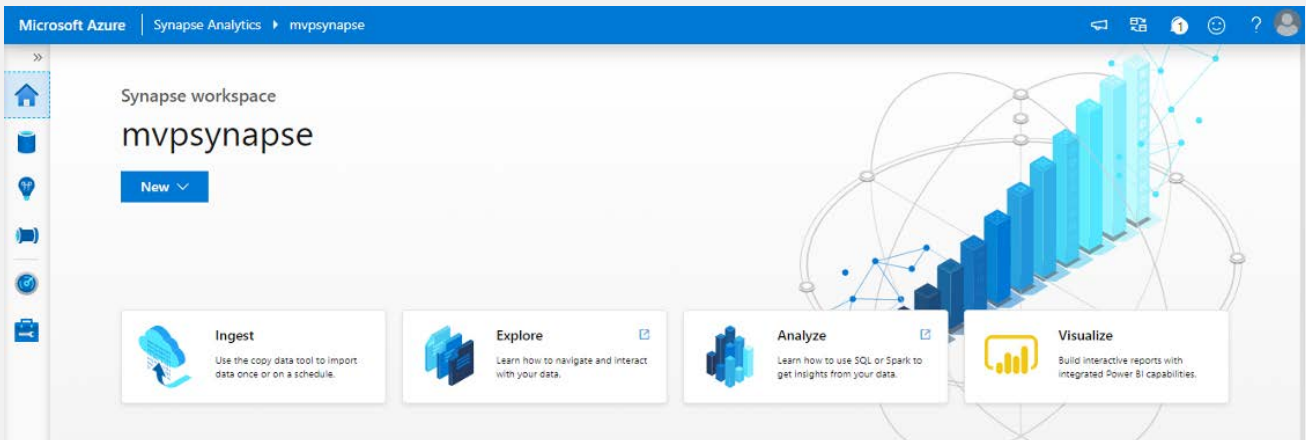 Microsoft Azure
Synapse Analytics ▸ mvpsynapse
1
?
»
Synapse workspace
mvpsynapse
New
Ingest
Use the copy data tool to import
data once or on a schedule.
Explore
Learn how to navigate and interact
with your data.
Analyze
Learn how to use SQL or Spark to
get insights from your data.
Visualize
Build interactive reports with
integrated Power BI capabilities.